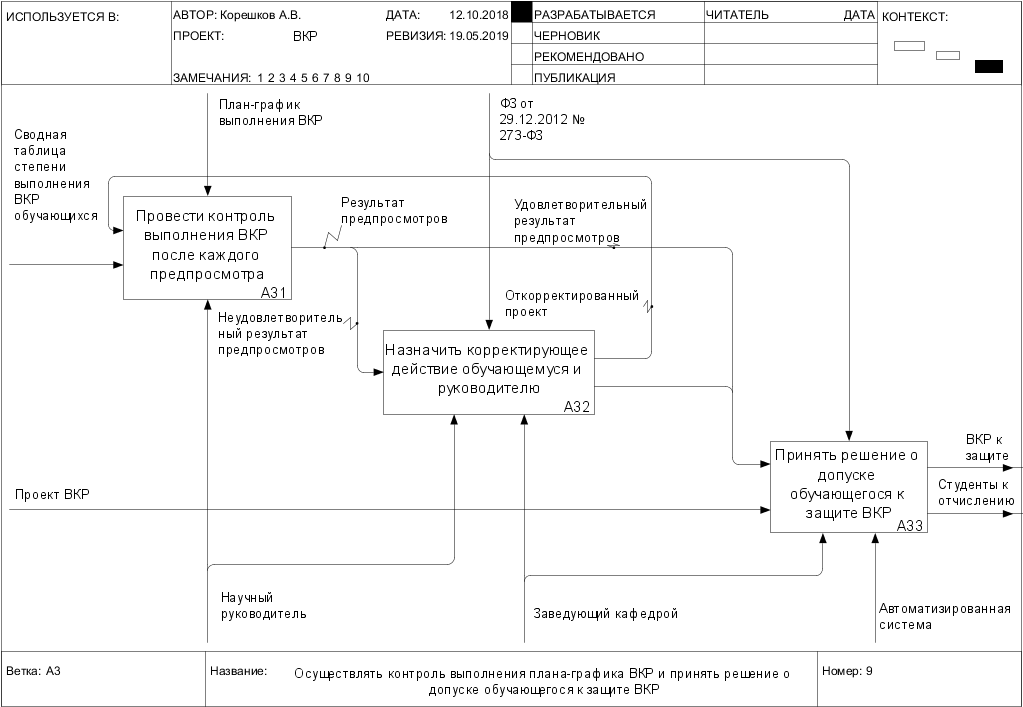 ИСПОЛЬЗУЕТСЯ В:
АВТОР: Корешков А.В.
ДАТА: 12.10.2018
ПРОЕКТ: ВКР
РЕВИЗИЯ: 19.05.2019
ЗАМЕЧАНИЯ: 1 2 3 4 5 6 7 8 9 10
РАЗРАБАТЫВАЕТСЯ
ЧЕРНОВИК
РЕКОМЕНДОВАНО
ПУБЛИКАЦИЯ
ЧИТАТЕЛЬ ДАТА
КОНТЕКСТ:
План-график
выполнения ВКР
ФЗ от
29.12.2012 №
273-ФЗ
Сводная
таблица
степени
выполнения
ВКР
обучающихся
Провести контроль
выполнения ВКР
после каждого
предпросмотра
А31
Результат
предпросмотров
Удовлетворительный
результат
предпросмотров
Неудовлетворитель
ный результат
предпросмотров
Откорректированный
проект
Назначить корректирующее
действие обучающемуся и
руководителю
А32
Принять решение о
допуске
обучающегося к
защите ВКР
А33
ВКР к
защите
Студенты к
отчислению
Проект ВКР
Научный
руководитель
Заведующий кафедрой
Автоматизированная
система
Ветка: А3
Название:
Осуществлять контроль выполнения плана-графика ВКР и принять решение о
допуске обучающегося к защите ВКР
Номер: 9